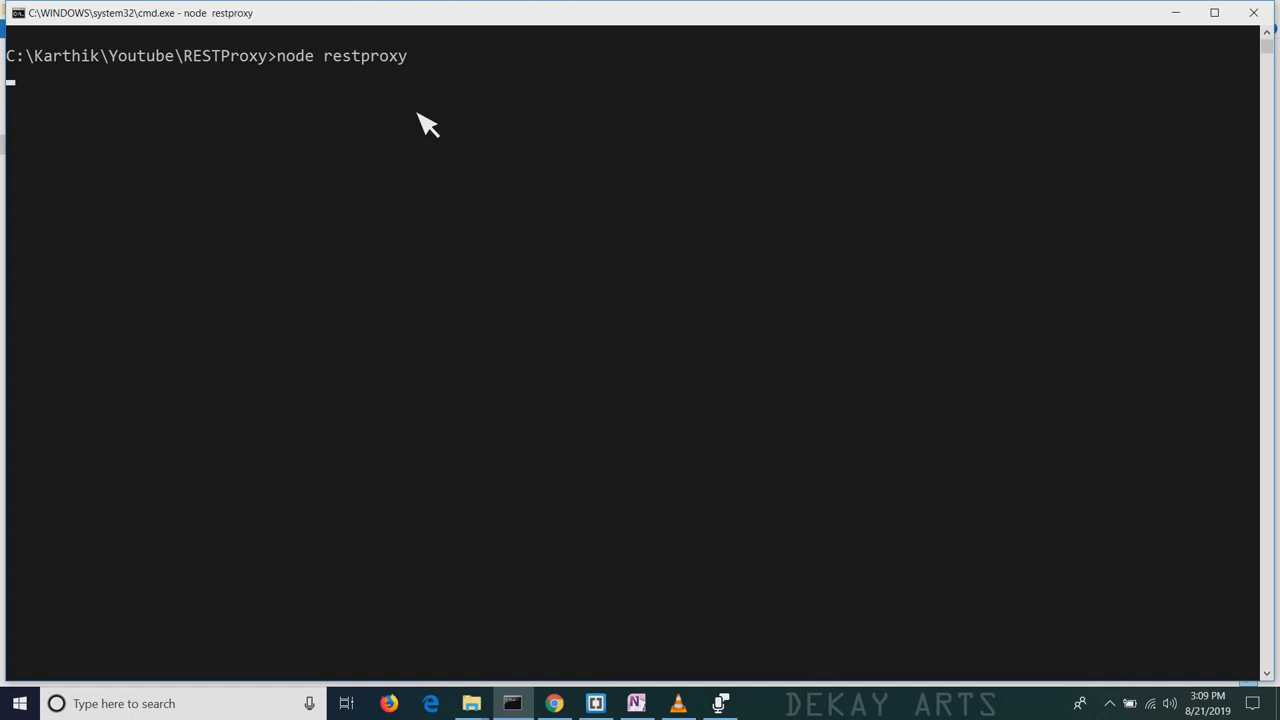 C:\WINDOWS\system32\cmd.exe - node  restproxy
C:\Karthik\Youtube\RESTProxy>node restproxy
Type here to search
DEKAY ARTS
3:09 PM
8/21/2019